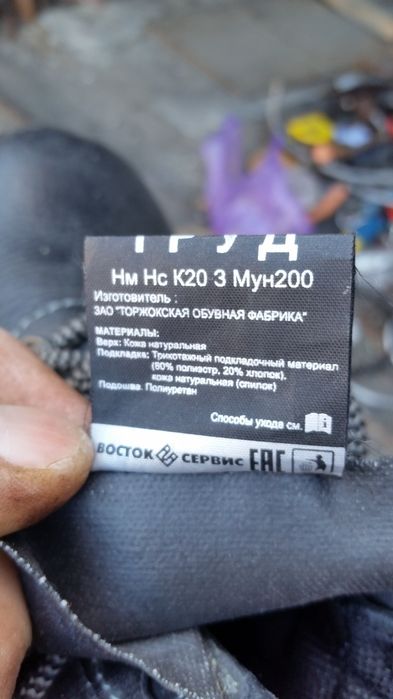 ТРУД
Нм Нс К20 З Мун200
Изготовитель :
ЗАО "ТОРЖОКСКАЯ ОБУВНАЯ ФАБРИКА"
МАТЕРИАЛЫ:
Верх: Кожа натуральная
Подкладка: Трикотажный подкладочный материал
(80% полиэстр, 20% хлопок),
кожа натуральная (спилок)
Подошва: Полиуретан
Способы ухода см.
ВОСТОК СЕРВИС ЕАС